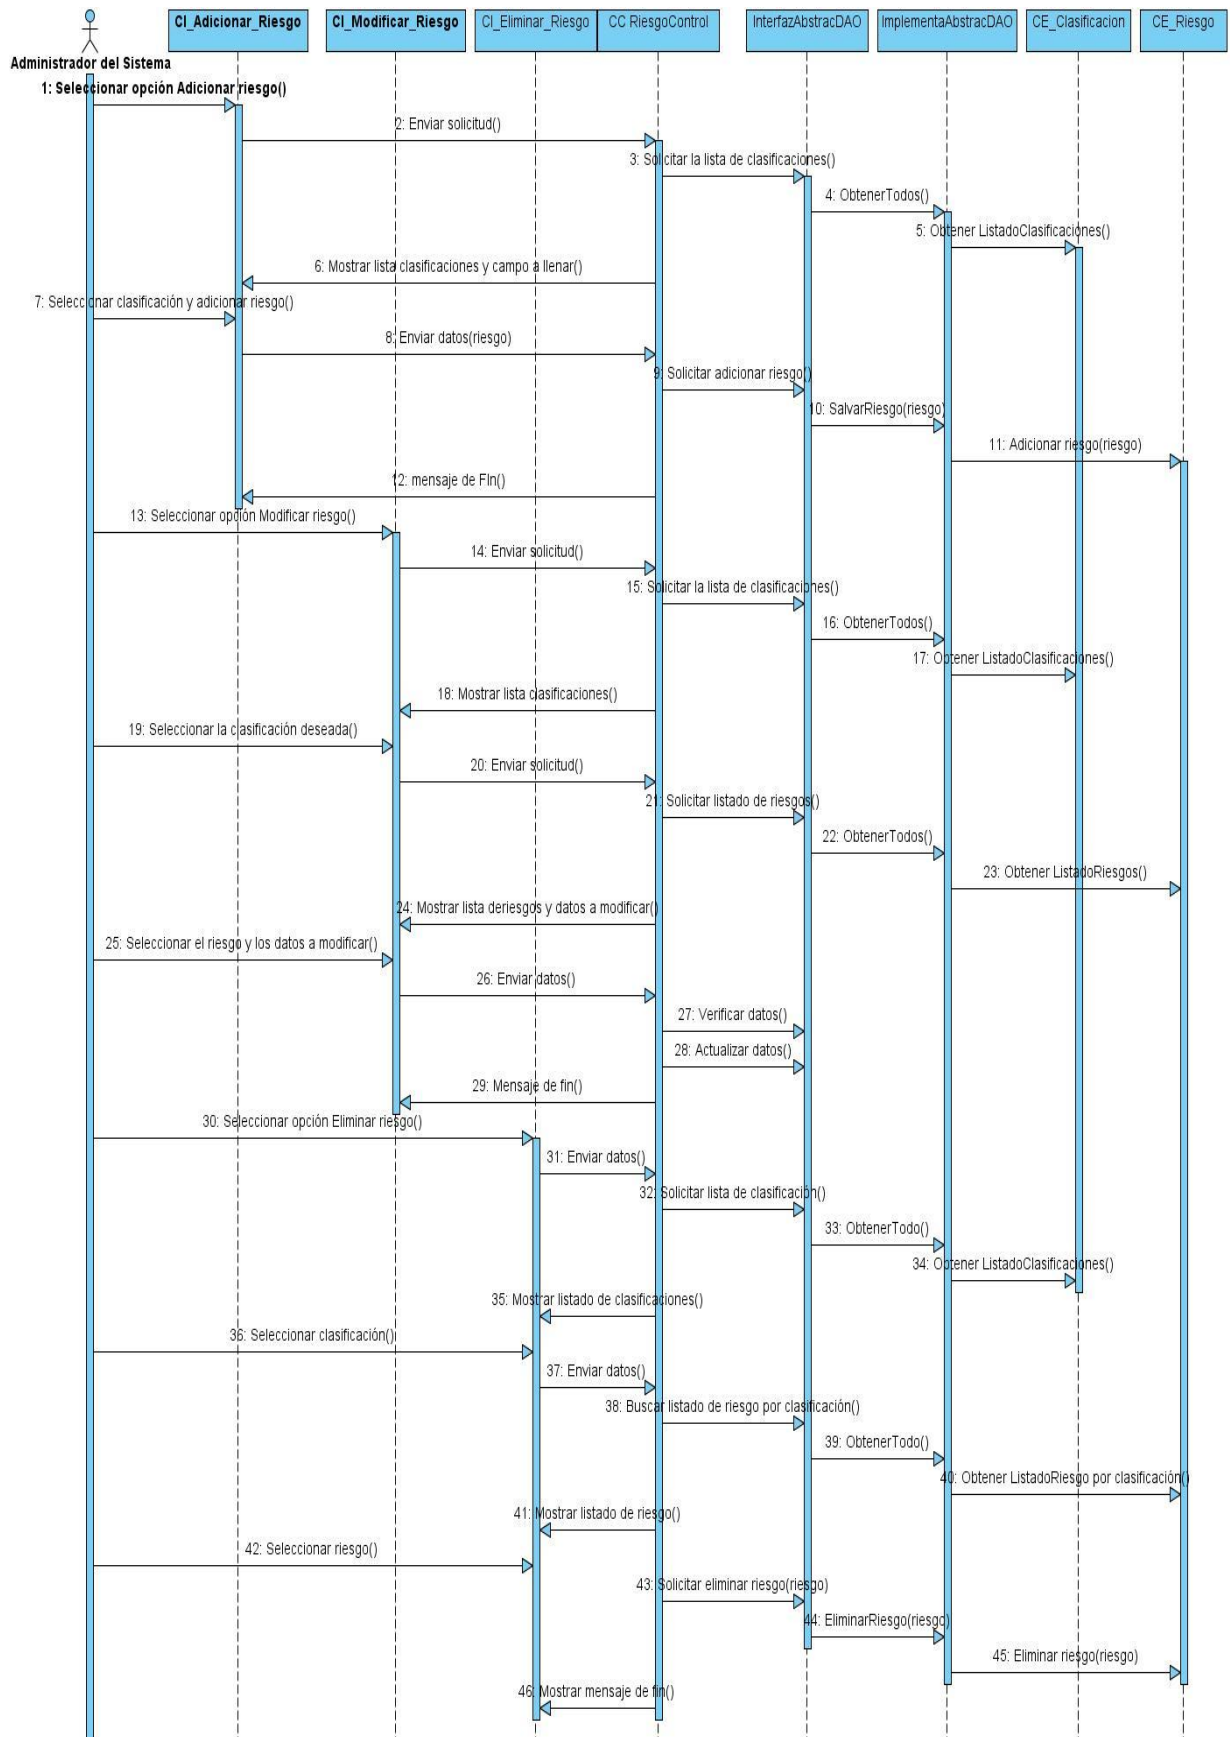 CI_Adicionar_Riesgo
CI_Modificar_Riesgo
CI_Eliminar_Riesgo
CC RiesgoControl
InterfazAbstracDAO
ImplementaAbstracDAO
CE_Clasificacion
CE_Riesgo
Administrador del Sistema
1: Seleccionar opción Adicionar riesgo()
2: Enviar solicitud()
3: Solicitar la lista de clasificaciones()
4: ObtenerTodos()
5: Obtener ListadoClasificaciones()
6: Mostrar lista clasificaciones y campo a llenar()
7: Seleccionar clasificación y adicionar riesgo()
8: Enviar datos(riesgo)
9: Solicitar adicionar riesgo()
10: SalvarRiesgo(riesgo)
11: Adicionar riesgo(riesgo)
12: mensaje de FIn()
13: Seleccionar opción Modificar riesgo()
14: Enviar solicitud()
15: Solicitar la lista de clasificaciones()
16: ObtenerTodos()
17: Obtener ListadoClasificaciones()
18: Mostrar lista clasificaciones()
19: Seleccionar la clasificación deseada()
20: Enviar solicitud()
21: Solicitar listado de riesgos()
22: ObtenerTodos()
23: Obtener ListadoRiesgos()
24: Mostrar lista deriesgos y datos a modificar()
25: Seleccionar el riesgo y los datos a modificar()
26: Enviar datos()
27: Verificar datos()
28: Actualizar datos()
29: Mensaje de fin()
30: Seleccionar opción Eliminar riesgo()
31: Enviar datos()
32: Solicitar lista de clasificación()
33: ObtenerTodo()
34: Obtener ListadoClasificaciones()
35: Mostrar listado de clasificaciones()
36: Seleccionar clasificación()
37: Enviar datos()
38: Buscar listado de riesgo por clasificación()
39: ObtenerTodo()
40: Obtener ListadoRiesgo por clasificación()
41: Mostrar listado de riesgo()
42: Seleccionar riesgo()
43: Solicitar eliminar riesgo(riesgo)
44: EliminarRiesgo(riesgo)
45: Eliminar riesgo(riesgo)
46: Mostrar mensaje de fin()